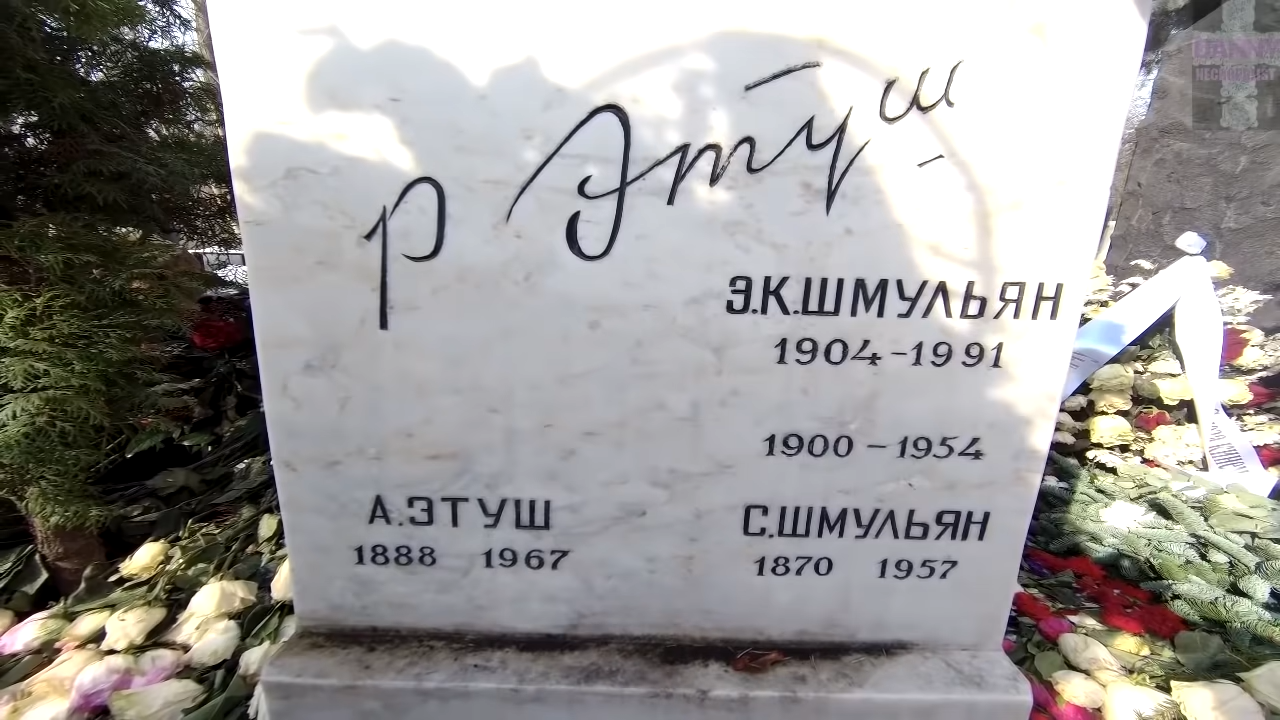 Р Этуш
Э.К.ШМУЛЬЯН
1904-1991
1900-1954
А.ЭТУШ
1888 1967
С.ШМУЛЬЯН
1870 1957